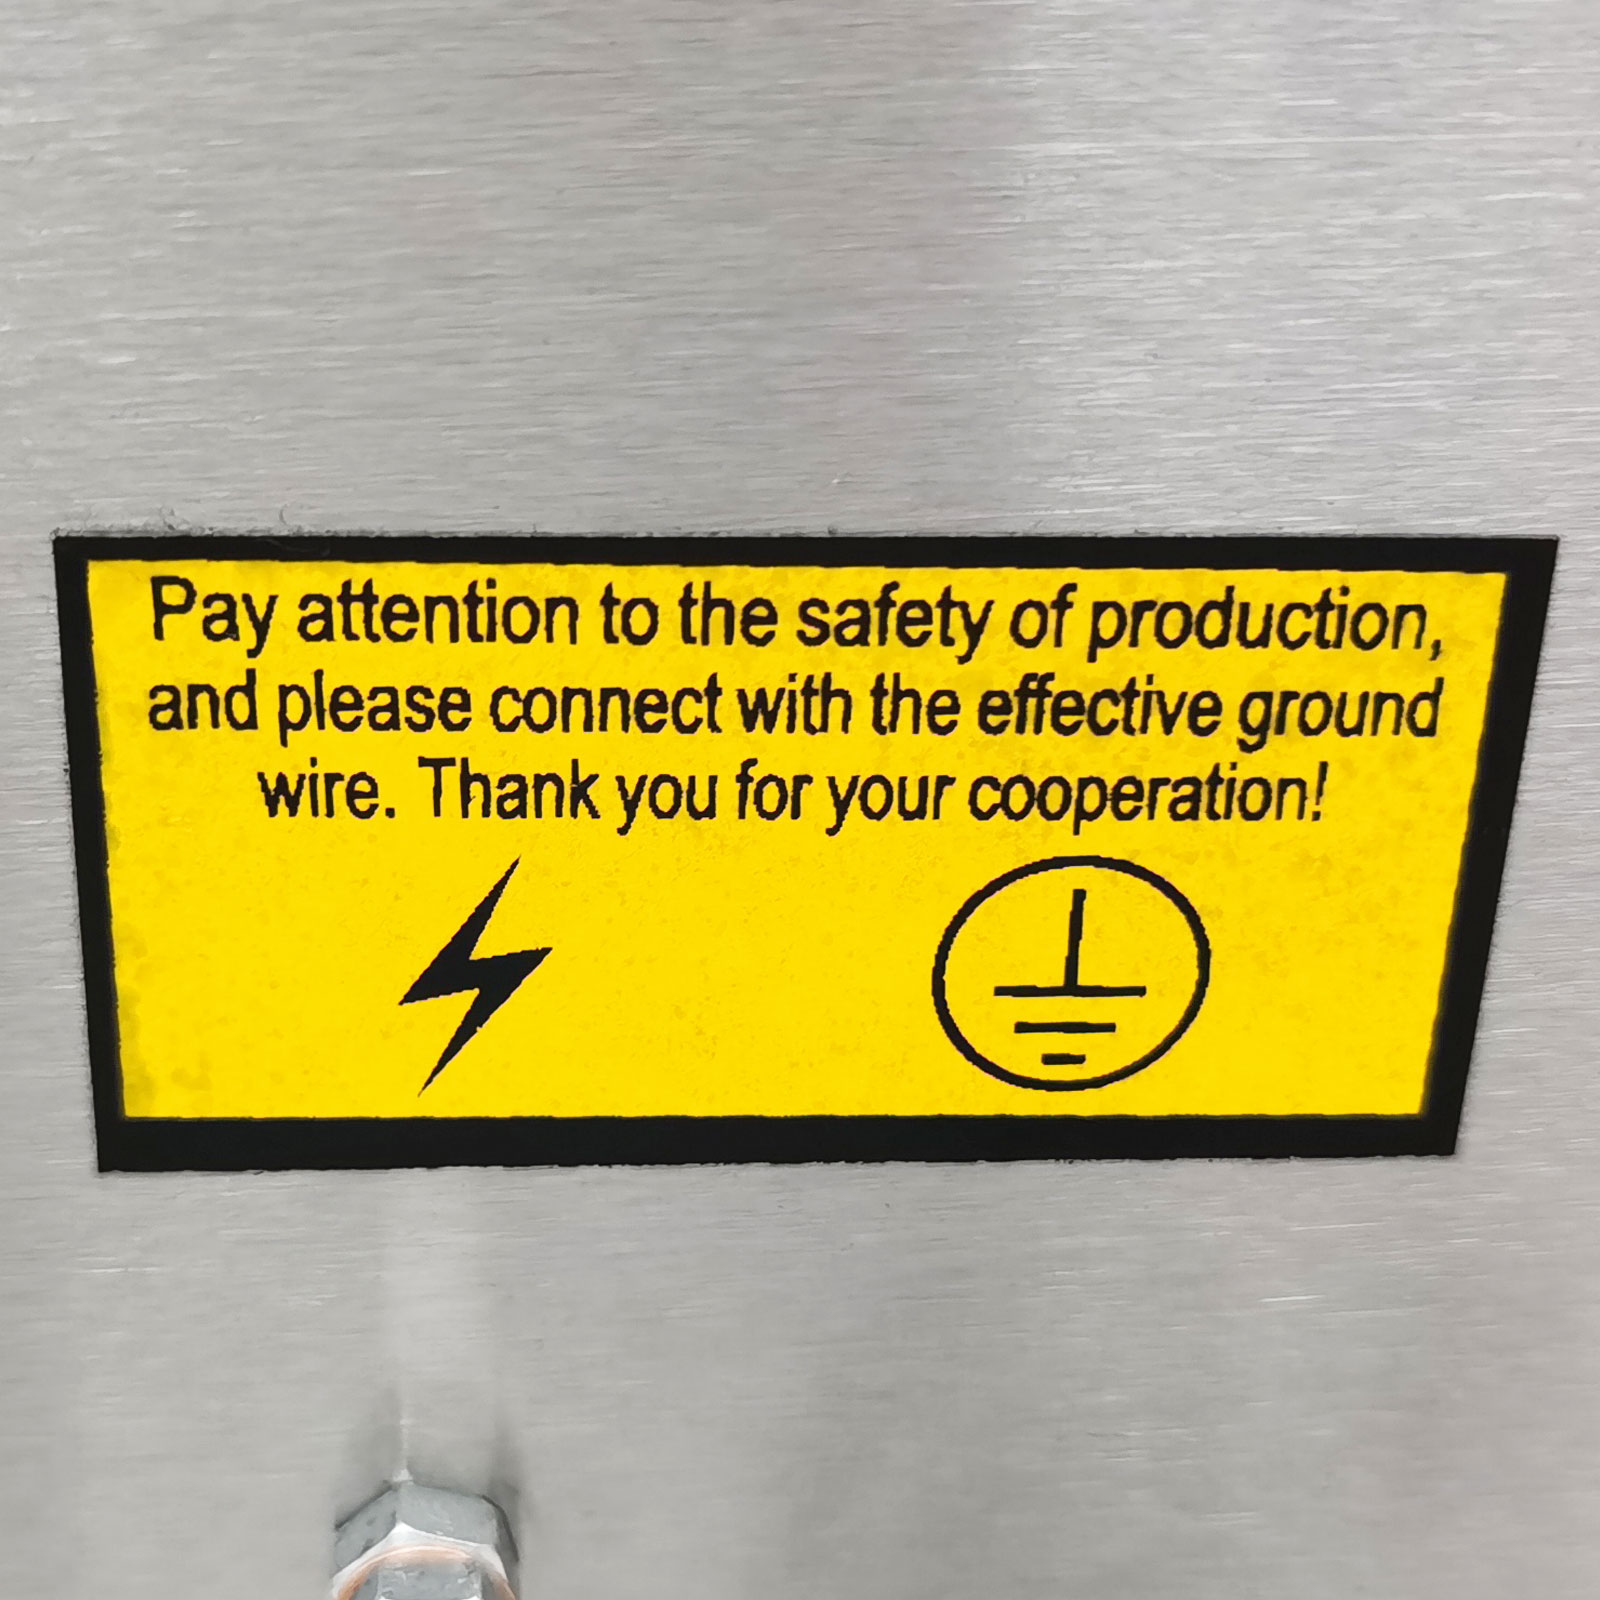 Pay attention to the safety of production,
and please connect with the effective ground
wire. Thank you for your cooperation!